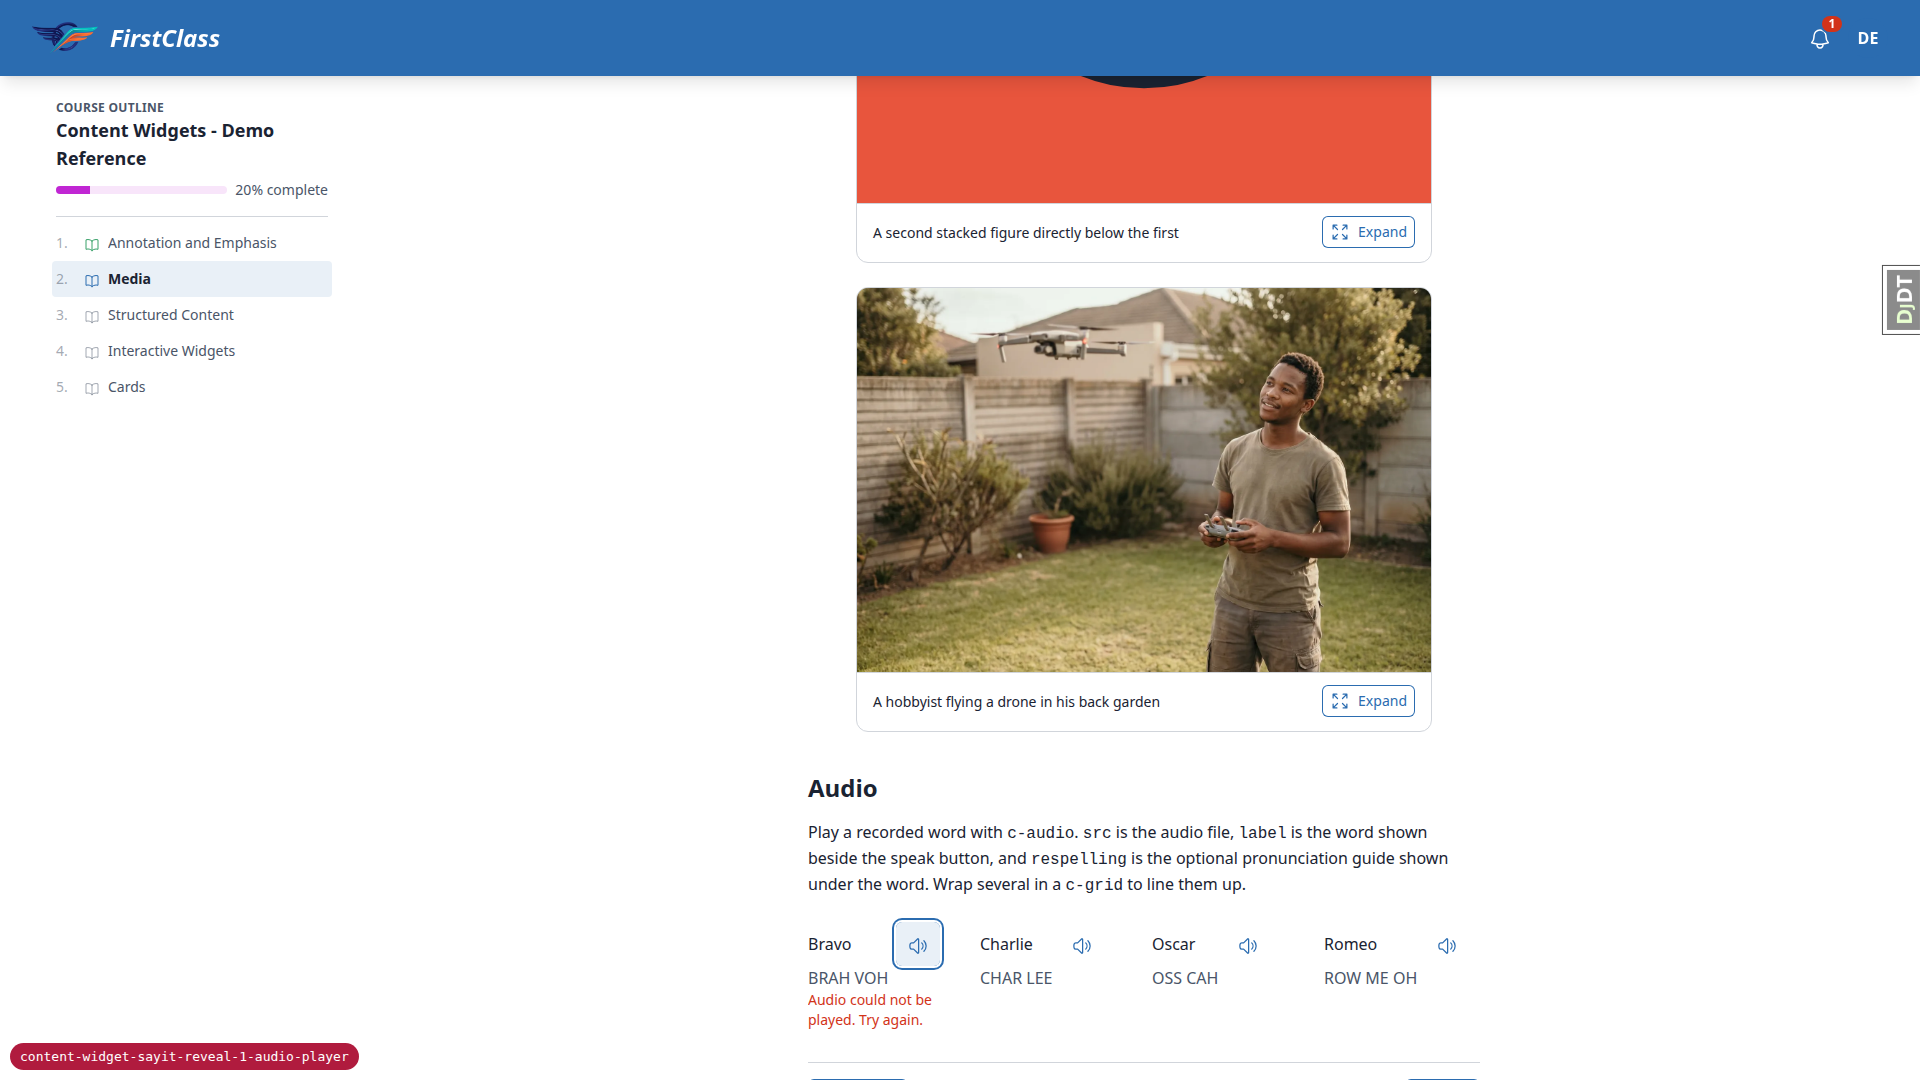 FirstClass
1
DE
COURSE OUTLINE
Content Widgets - Demo
Reference
20% complete
1. Annotation and Emphasis
2. Media
3. Structured Content
4. Interactive Widgets
5. Cards
A second stacked figure directly below the first
Expand
DjDT
A hobbyist flying a drone in his back garden
Expand
Audio
Play a recorded word with c-audio. src is the audio file, label is the word shown
beside the speak button, and respelling is the optional pronunciation guide shown
under the word. Wrap several in a c-grid to line them up.
Bravo Charlie Oscar Romeo
BRAH VOH CHAR LEE OSS CAH ROW ME OH
Audio could not be
played. Try again.
content-widget-sayit-reveal-1-audio-player